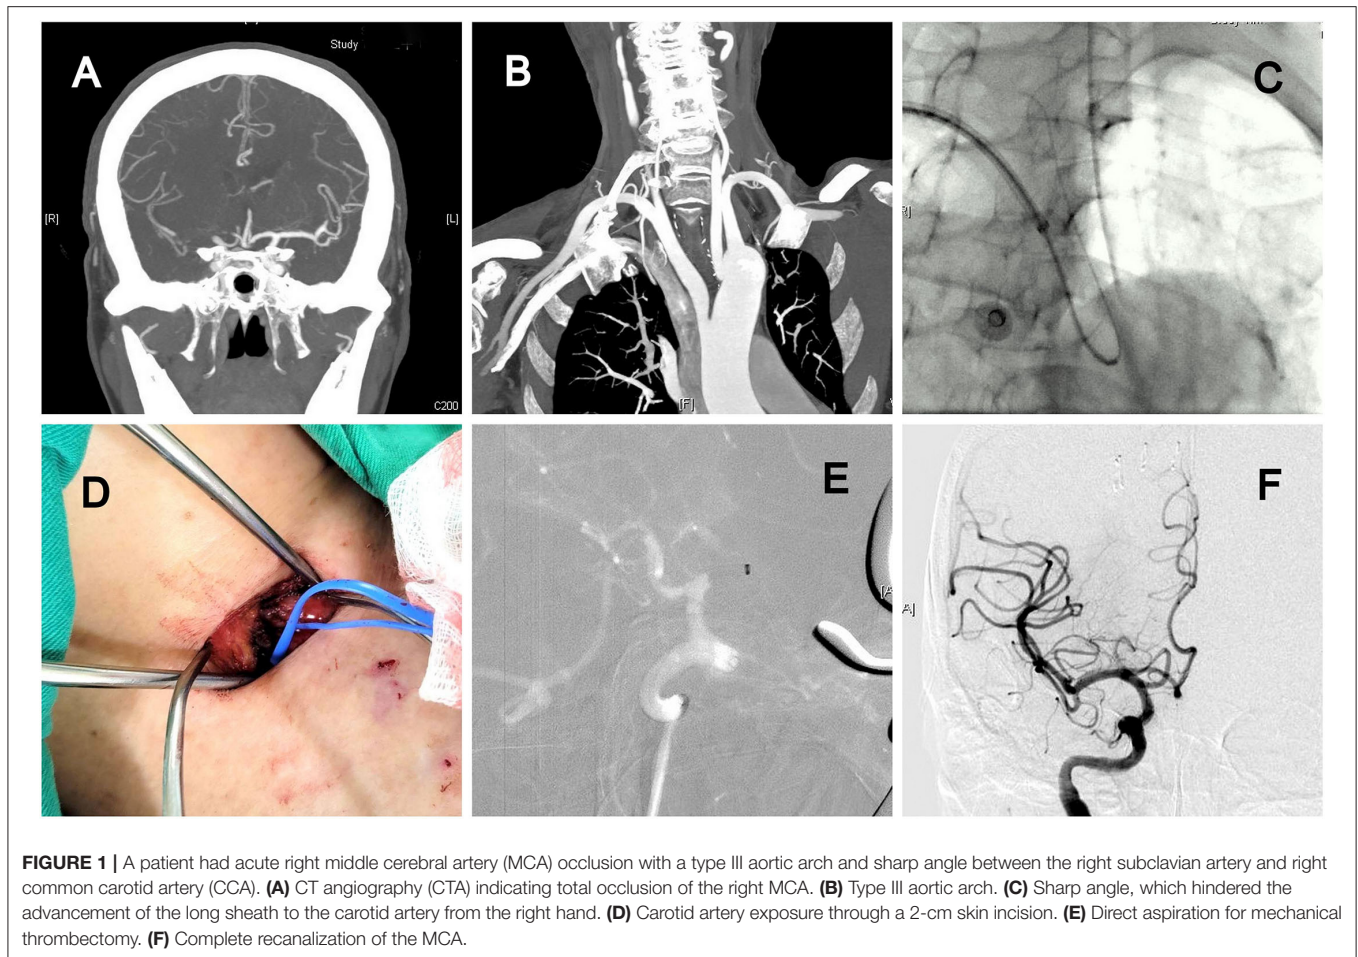 Study
A
[R]
[L]
C200
B
[F]
C
R]
D
E
[A
F
A]
FIGURE 1 | A patient had acute right middle cerebral artery (MCA) occlusion with a type III aortic arch and sharp angle between the right subclavian artery and right
common carotid artery (CCA). (A) CT angiography (CTA) indicating total occlusion of the right MCA. (B) Type III aortic arch. (C) Sharp angle, which hindered the
advancement of the long sheath to the carotid artery from the right hand. (D) Carotid artery exposure through a 2-cm skin incision. (E) Direct aspiration for mechanical
thrombectomy. (F) Complete recanalization of the MCA.